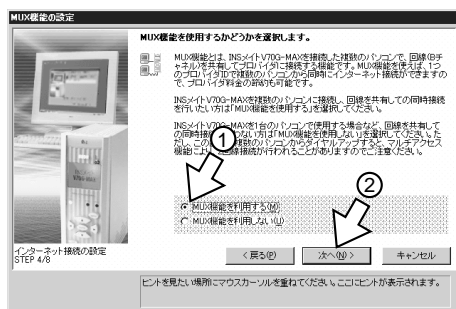 MUX機能の設定
MUX機能を使用するかどうかを選択します。
MUX機能とは、INSメイトV70G-MAXを接続した複数のパソコンで、回線(Bチ
ャネル)を共有してプロバイダに接続する機能です。MUX機能を使えば、1つ
のプロバイダIDで複数のパソコンから同時にインターネット接続ができますの
で、プロバイダ料金の節約も可能です。
INSメイトV70G-MAXを複数のパソコンに接続し、回線を共有しての同時接続
を行いたい方は「MUX機能を使用する」を選択してください。
INSメイトV70G-MAXを1台のパソコンで使用する場合など、回線を共有して
の同時接
わない方は「MUX機能を使用しない」を選択してください。た
だし、この
複数のパソコンからダイヤルアップすると、マルチアクセス
機能によ
回線接続が行われることがありますのでご注意ください。
①
MUX機能を利用する(M)
MUX機能を利用しない(U)
②
インターネット接続の設定
STEP 4/8
< 戻る(P)
次へ(N) >
キャンセル
ヒントを見たい場所にマウスカーソルを重ねてください。ここにヒントが表示されます。